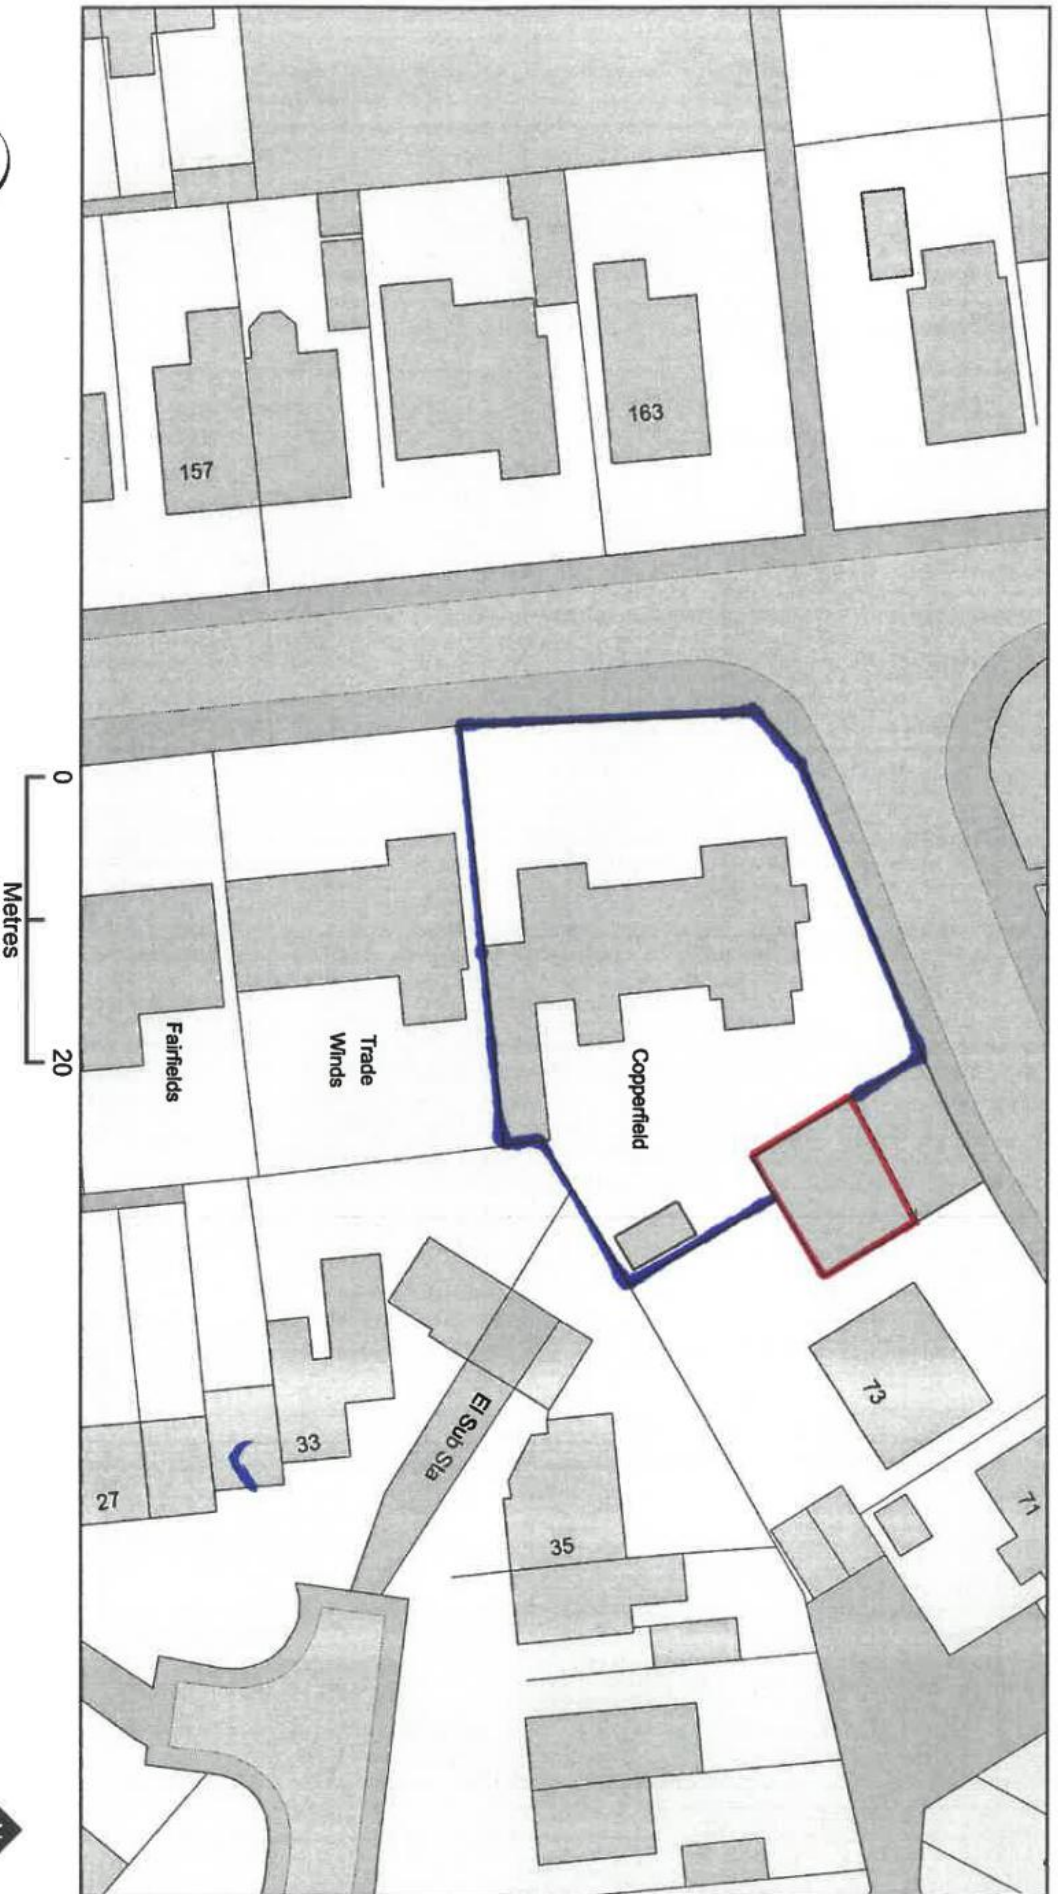 157
163
0
20
Metres
Fairfields
Trade
Winds
Copperfield
El Sub Sta
73
71
33
27
35